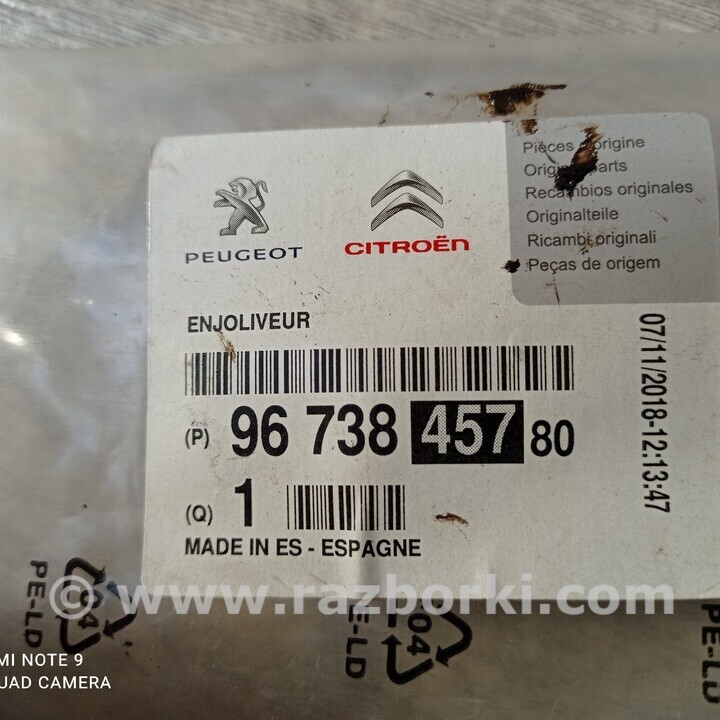 PEUGEOT
CITROËN
Pièces d'origine
Original parts
Recambios originales
Originalteile
Ricambi originali
Peças de origem
ENJOLIVEUR
07/11/2018-12:13:47
(P) 96 738 457 80
(Q) 1
MADE IN ES - ESPAGNE
© www.razborki.com
PE-LD
04
PE-LD
04
PE-LD
MI NOTE 9
QUAD CAMERA